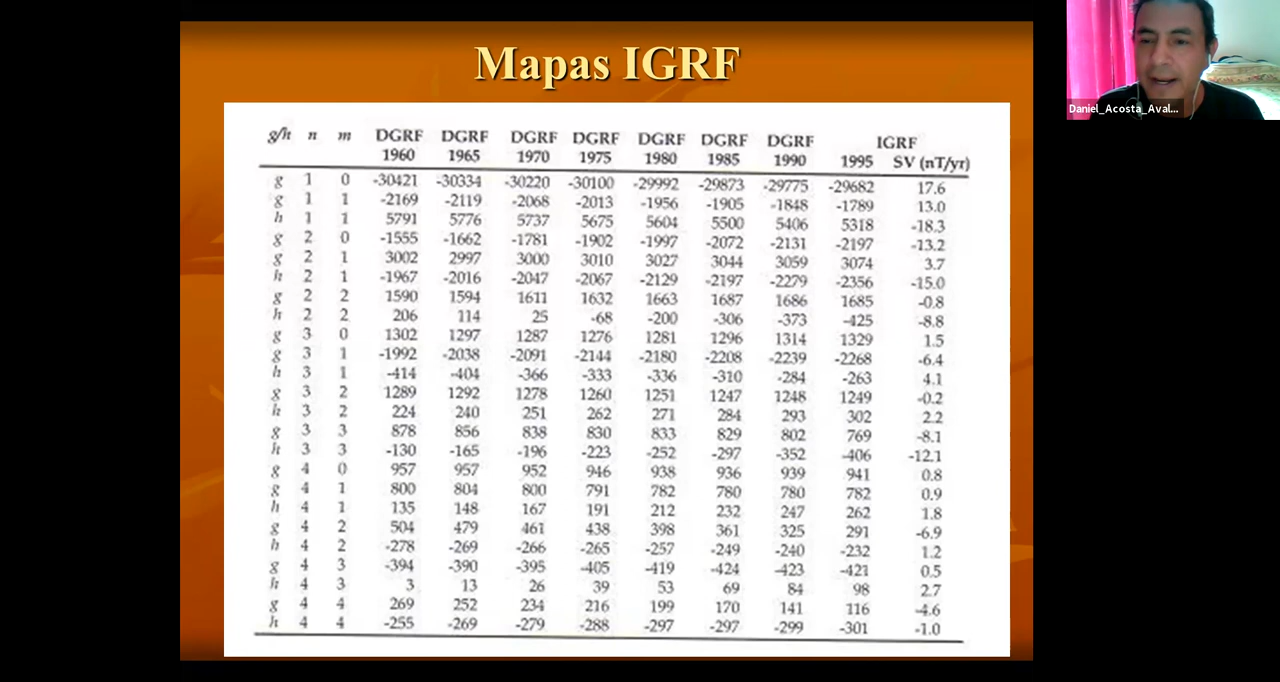 Mapas IGRF
g/h n m DGRF DGRF DGRF DGRF DGRF DGRF DGRF IGRF
1960 1965 1970 1975 1980 1985 1990 1995 SV (nT/yr)
g 1 0 -30421 -30334 -30220 -30100 -29992 -29873 -29775 -29682 17.6
g 1 1 -2169 -2119 -2068 -2013 -1956 -1905 -1848 -1789 13.0
h 1 1 5791 5776 5737 5675 5604 5500 5406 5318 -18.3
g 2 0 -1555 -1662 -1781 -1902 -1997 -2072 -2131 -2197 -13.2
g 2 1 3002 2997 3000 3010 3027 3044 3059 3074 3.7
h 2 1 -1967 -2016 -2047 -2067 -2129 -2197 -2279 -2356 -15.0
g 2 2 1590 1594 1611 1632 1663 1687 1686 1685 -0.8
h 2 2 206 114 25 -68 -200 -306 -373 -425 -8.8
g 3 0 1302 1297 1287 1276 1281 1296 1314 1329 1.5
g 3 1 -1992 -2038 -2091 -2144 -2180 -2208 -2239 -2268 -6.4
h 3 1 -414 -404 -366 -333 -336 -310 -284 -263 4.1
g 3 2 1289 1292 1278 1260 1251 1247 1248 1249 -0.2
h 3 2 224 240 251 262 271 284 293 302 2.2
g 3 3 878 856 838 830 833 829 802 769 -8.1
h 3 3 -130 -165 -196 -223 -252 -297 -352 -406 -12.1
g 4 0 957 957 952 946 938 936 939 941 0.8
g 4 1 800 804 800 791 782 780 780 782 0.9
h 4 1 135 148 167 191 212 232 247 262 1.8
g 4 2 504 479 461 438 398 361 325 291 -6.9
h 4 2 -278 -269 -266 -265 -257 -249 -240 -232 1.2
g 4 3 -394 -390 -395 -405 -419 -424 -423 -421 0.5
h 4 3 3 13 26 39 53 69 84 98 2.7
g 4 4 269 252 234 216 199 170 141 116 -4.6
h 4 4 -255 -269 -279 -288 -297 -297 -299 -301 -1.0
Daniel_Acosta_Aval...